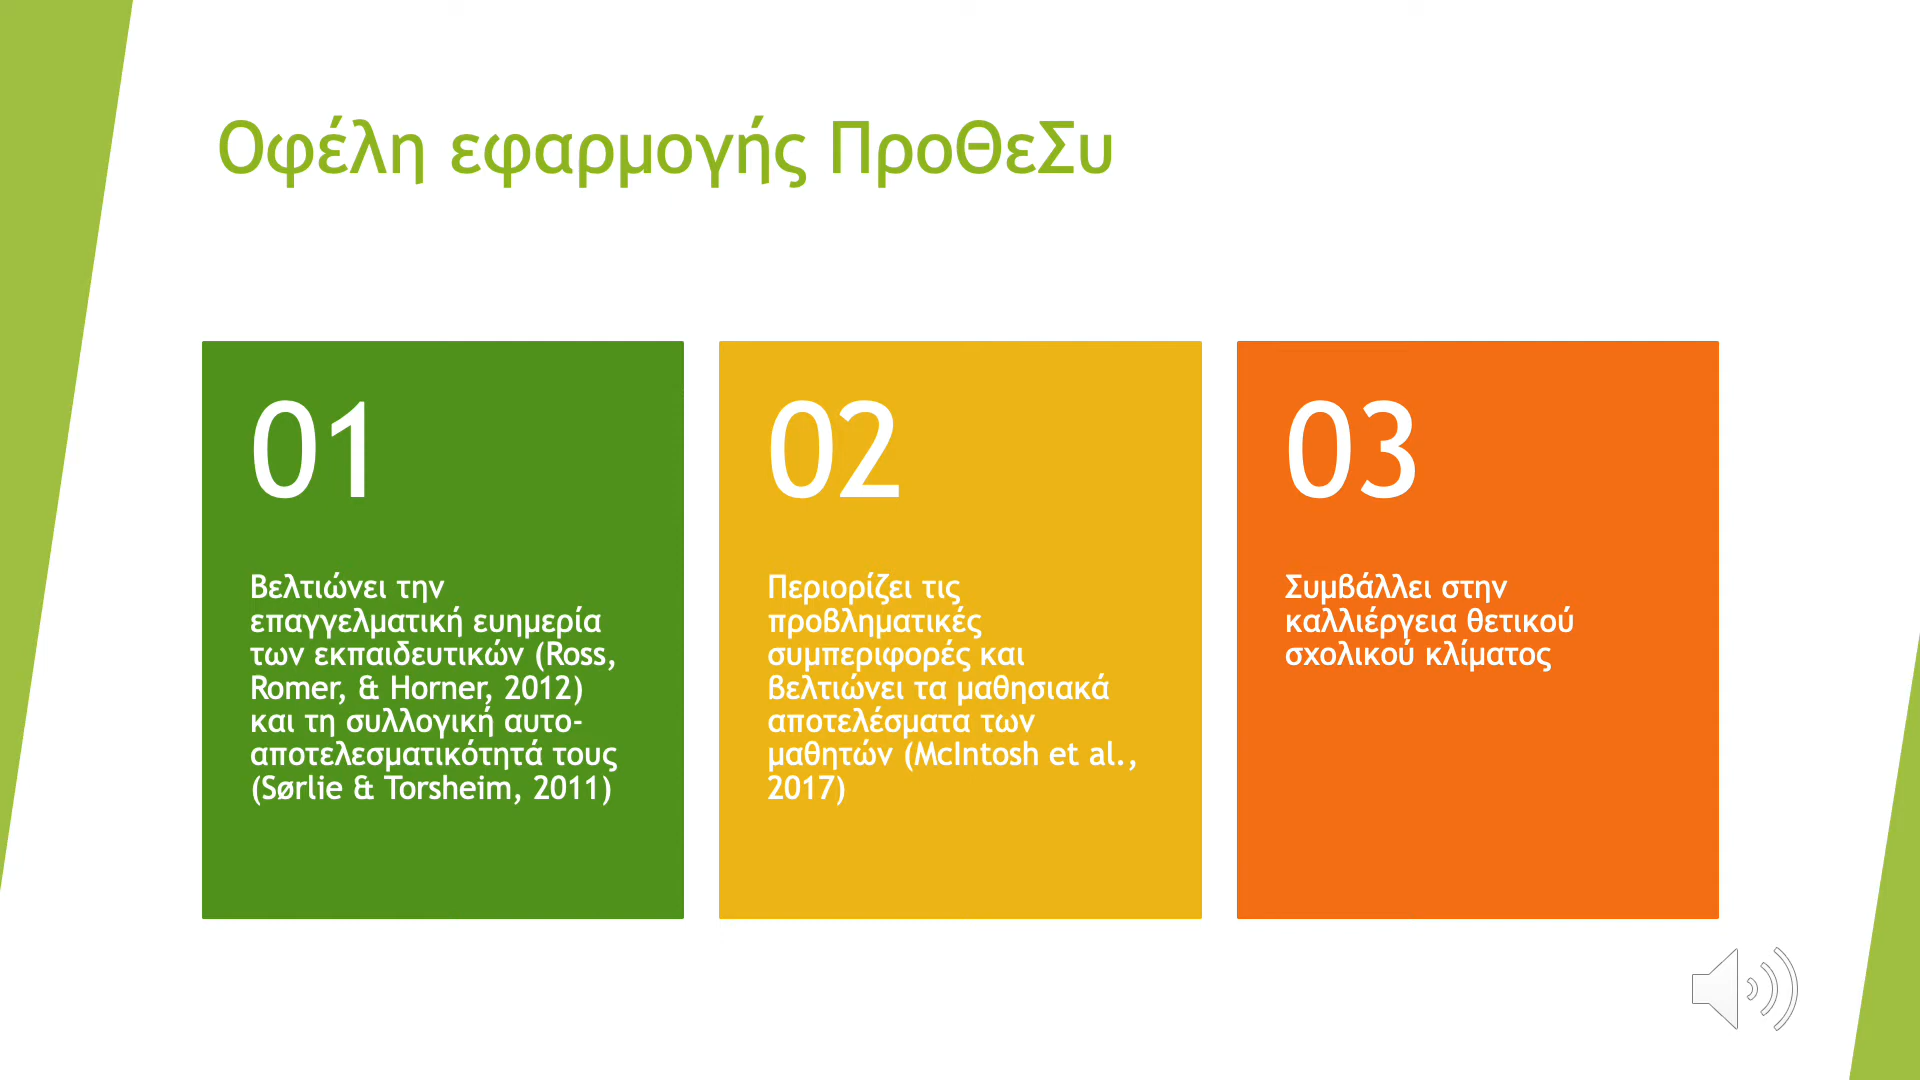 Οφέλη εφαρμογής ΠροΘεΣυ
01
Βελτιώνει την
επαγγελματική ευημερία
των εκπαιδευτικών (Ross,
Romer, & Horner, 2012)
και τη συλλογική αυτο-
αποτελεσματικότητά τους
(Sørlie & Torsheim, 2011)
02
Περιορίζει τις
προβληματικές
συμπεριφορές και
βελτιώνει τα μαθησιακά
αποτελέσματα των
μαθητών (McIntosh et al.,
2017)
03
Συμβάλλει στην
καλλιέργεια θετικού
σχολικού κλίματος